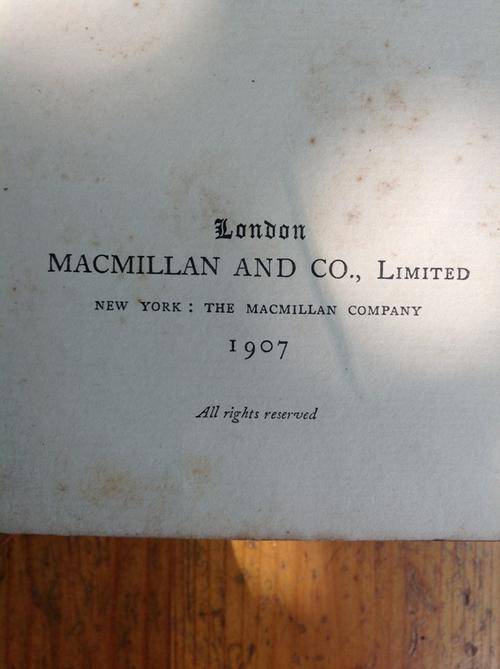 London
MACMILLAN AND CO., LIMITED
NEW YORK : THE MACMILLAN COMPANY
1907
All rights reserved